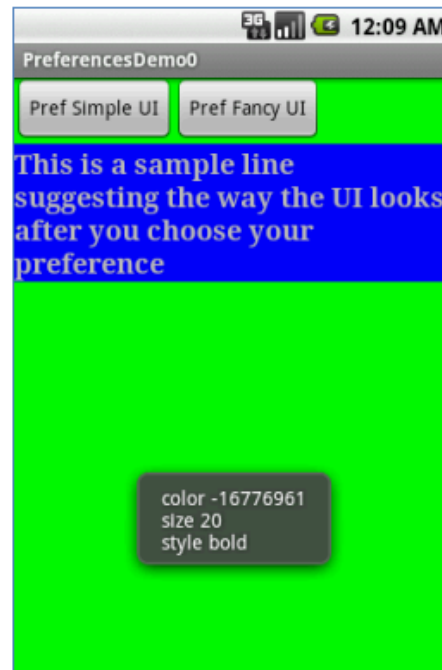 3G 12:09 AM
PreferencesDemo0
Pref Simple UI Pref Fancy UI
This is a sample line
suggesting the way the UI looks
after you choose your
preference
color -16776961
size 20
style bold